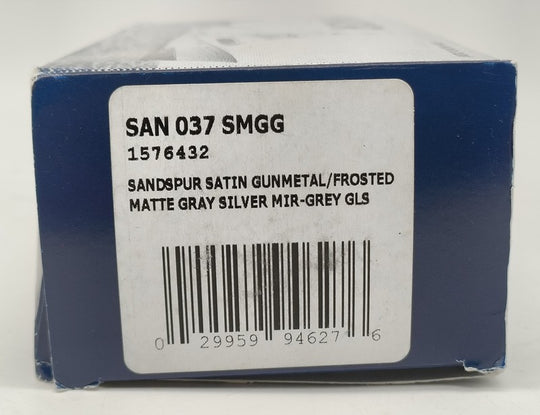 SAN 037 SMGG
1576432
SANDSPUR SATIN GUNMETAL/FROSTED
MATTE GRAY SILVER MIR-GREY GLS
0 29959 94627 6